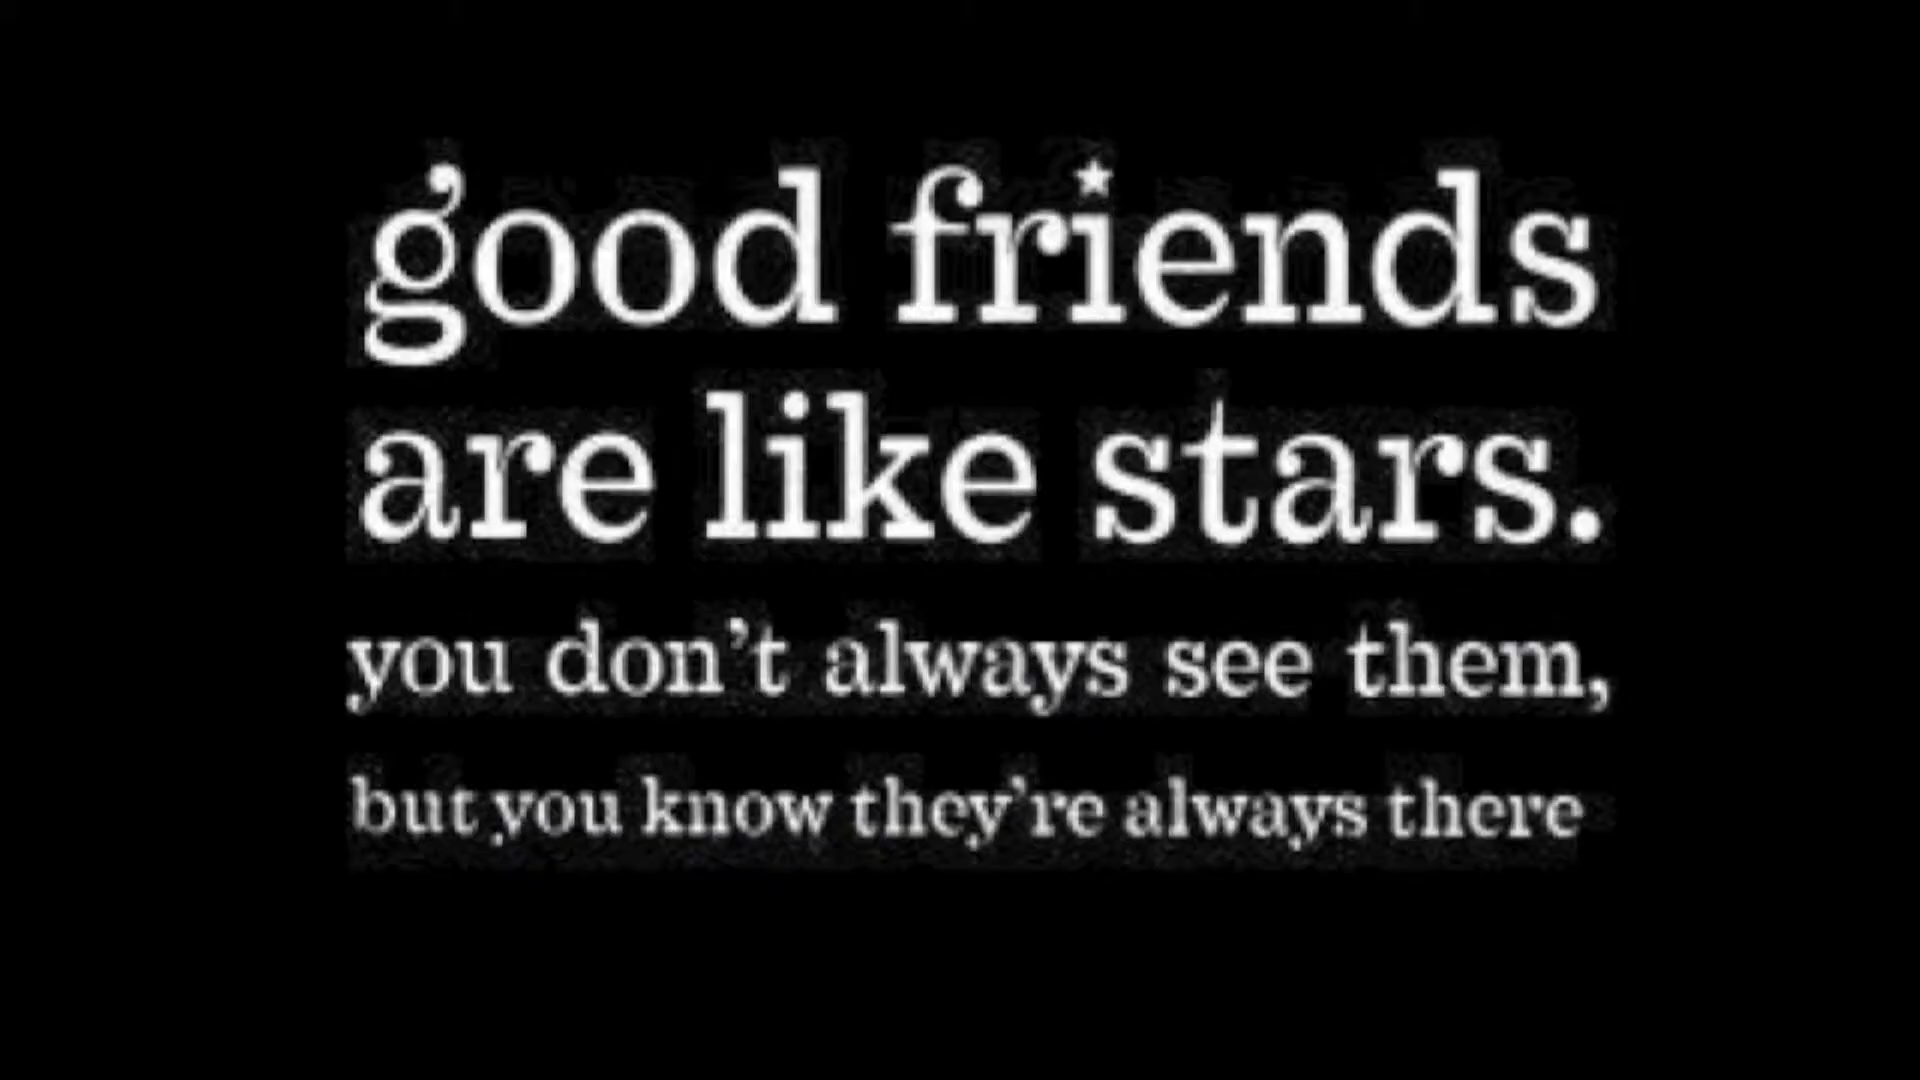 good friends
are like stars.
you don't always see them,
but you know they're always there